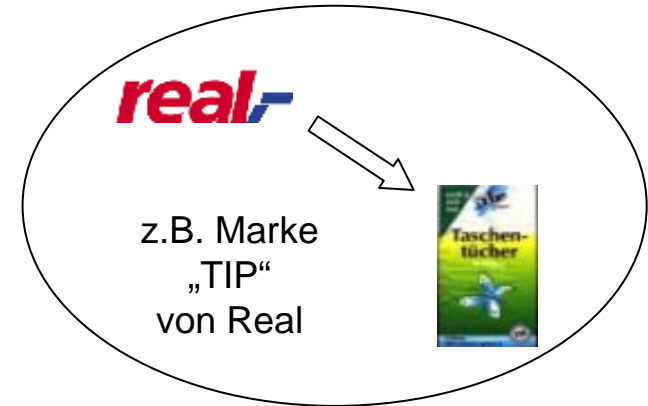 real,-
z.B. Marke
„TIP“
von Real
Taschen-
tücher